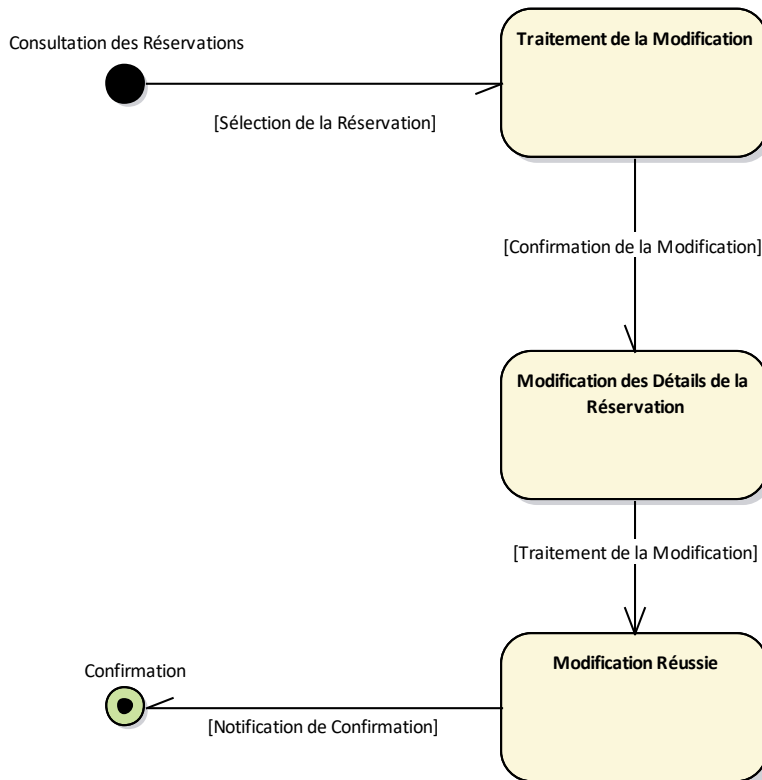 Consultation des Réservations
Traitement de la Modification
[Sélection de la Réservation]
[Confirmation de la Modification]
Modification des Détails de la
Réservation
[Traitement de la Modification]
Modification Réussie
Confirmation
[Notification de Confirmation]